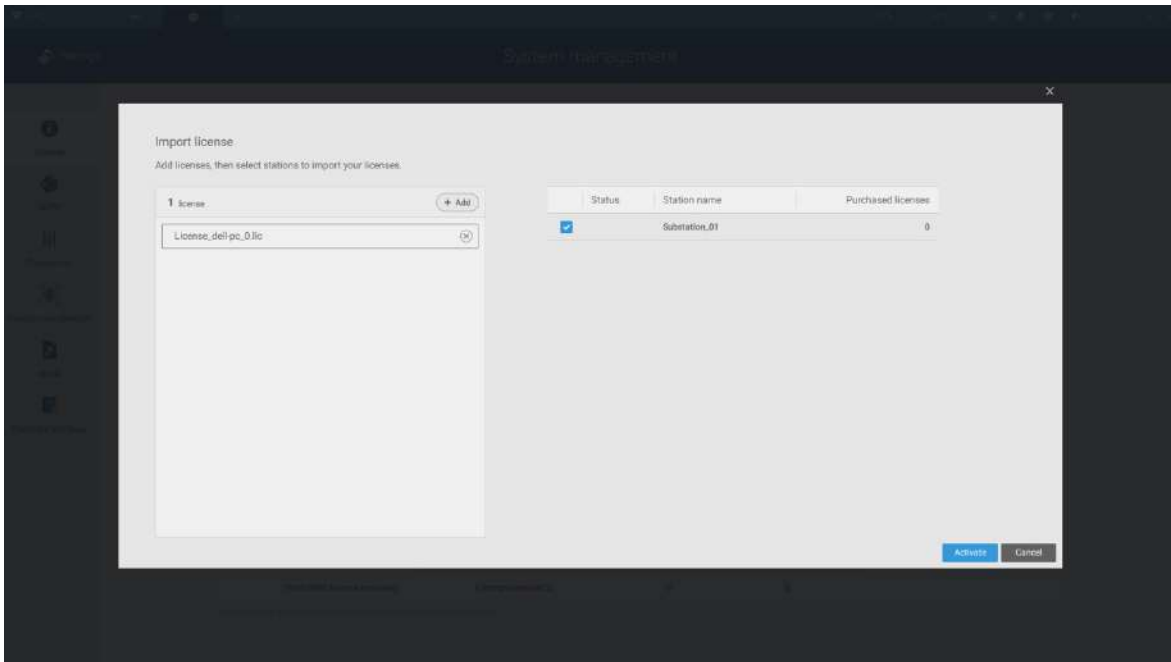 System management
Import license
Add licenses, then select stations to import your licenses.
1 license
+ Add
License_dell-pc_0.lic
Status Station name Purchased licenses
Substation_01 0
Activate Cancel